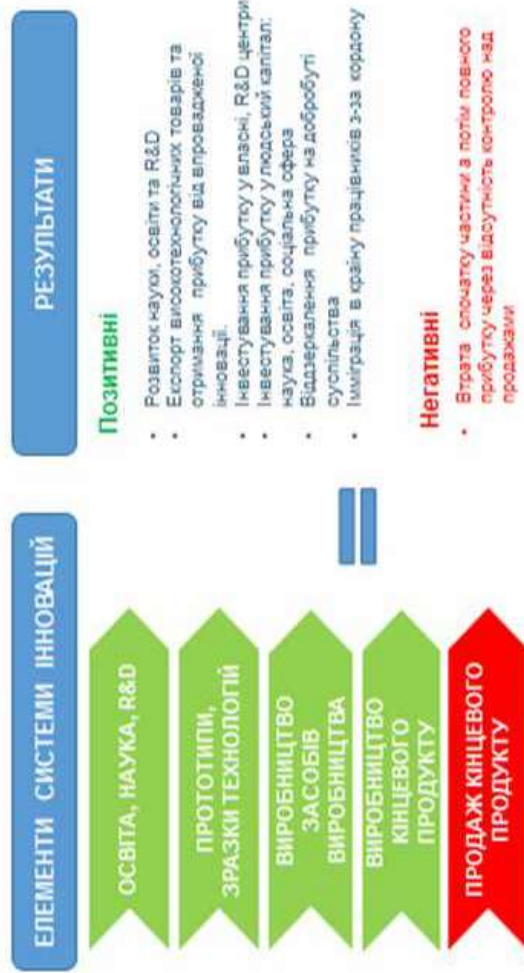 ЕЛЕМЕНТИ СИСТЕМИ ІННОВАЦІЙ
ОСВІТА, НАУКА, R&D
ПРОТОТИПИ,
ЗРАЗКИ ТЕХНОЛОГІЙ
ВИРОБНИЦТВО
ЗАСОБІВ
ВИРОБНИЦТВА
ВИРОБНИЦТВО
КІНЦЕВОГО
ПРОДУКТУ
ПРОДАЖ КІНЦЕВОГО
ПРОДУКТУ
РЕЗУЛЬТАТИ
Позитивні
• Розвиток науки, освіти та R&D
• Експорт високотехнологічних товарів та
отримання прибутку від впровадженої
інновації.
• Інвестування прибутку у власні, R&D центри
• Інвестування прибутку у людський капітал:
наука, освіта, соціальна сфера
• Віддзеркалення прибутку на добробуті
суспільства
• Імміграція в країну працівників з-за кордону
Негативні
• Втрата спочатку частини а потім повного
прибутку через відсутність контролю над
продажами